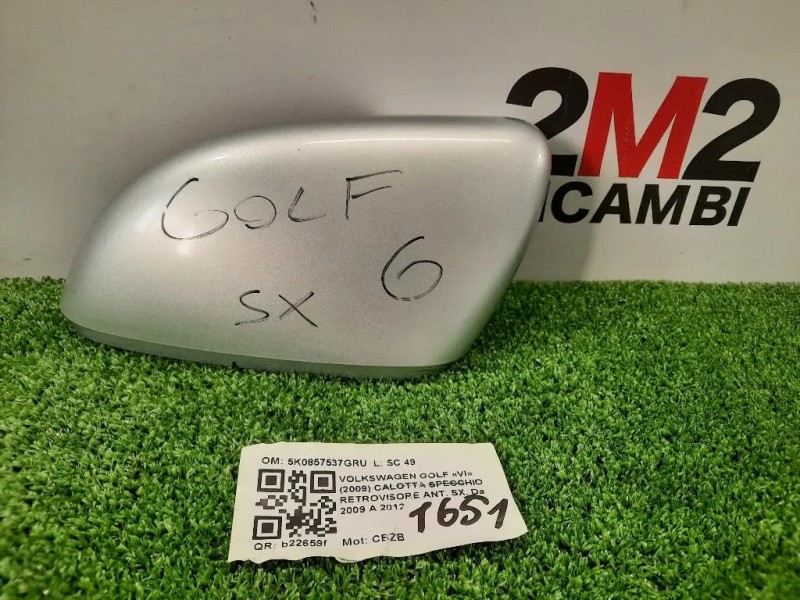 2M2
RICAMBI
GOLF
6
SX
OM: 5K0857537GRU L: SC 49
VOLKSWAGEN GOLF «VI»
(2009) CALOTTA SPECCHIO
RETROVISORE ANT. SX. Da
2009 A 2012
1651
QR: b22659f Mot: CBZB